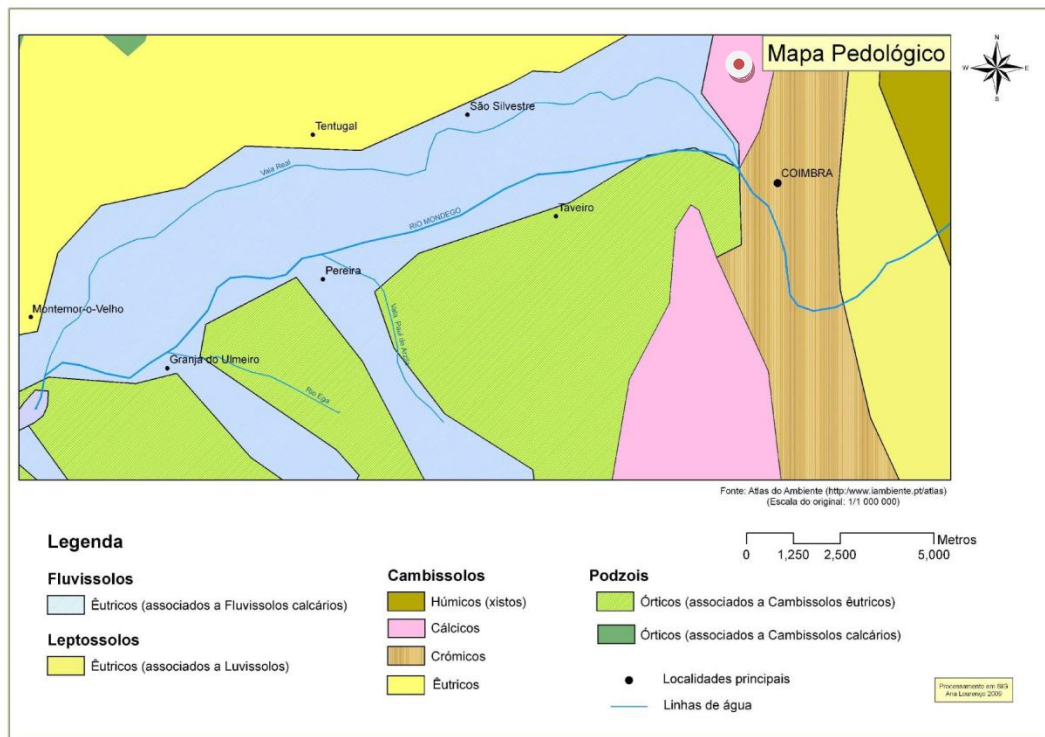 Mapa Pedológico
N
W
E
S
São Silvestre
Tentugal
Vala Real
COIMBRA
RIO MONDEGO
Taveiro
Pereira
Montemor-o-Velho
Granja do Ulmeiro
Rio Ega
Fonte: Atlas do Ambiente (http:/www.iambiente.pt/atlas)
(Escala do original: 1/1 000 000)
Legenda
Metros
0 1,250 2,500 5,000
Fluvissolos
Êutricos (associados a Fluvissolos calcários)
Leptossolos
Êutricos (associados a Luvissolos)
Cambissolos
Húmicos (xistos)
Cálcicos
Crómicos
Êutricos
Podzois
Órticos (associados a Cambissolos êutricos)
Órticos (associados a Cambissolos calcários)
Localidades principais
Linhas de água
Processamento em SIG
Ana Lourenço 2009